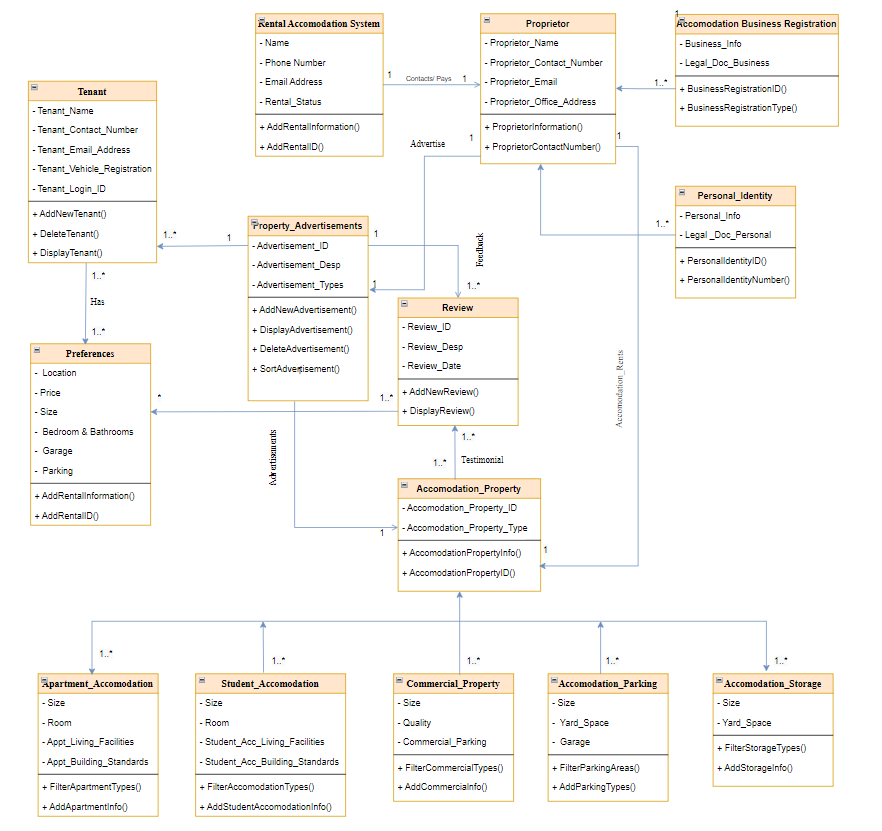 Rental Accomodation System
- Name
- Phone Number
- Email Address
- Rental_Status
+ AddRentalInformation()
+ AddRentalID()
Contacts/ Pays
1
1
Proprietor
- Proprietor_Name
- Proprietor_Contact_Number
- Proprietor_Email
- Proprietor_Office_Address
+ ProprietorInformation()
+ ProprietorContactNumber()
1
Accomodation Business Registration
- Business_Info
- Legal_Doc_Business
+ BusinessRegistrationID()
+ BusinessRegistrationType()
1..*
Tenant
- Tenant_Name
- Tenant_Contact_Number
- Tenant_Email_Address
- Tenant_Vehicle_Registration
- Tenant_Login_ID
+ AddNewTenant()
+ DeleteTenant()
+ DisplayTenant()
Advertise
1
1
Personal_Identity
- Personal_Info
- Legal _Doc_Personal
+ PersonalIdentityID()
+ PersonalIdentityNumber()
1..*
1..*
1
Property_Advertisements
- Advertisement_ID
- Advertisement_Desp
- Advertisement_Types
+ AddNewAdvertisement()
+ DisplayAdvertisement()
+ DeleteAdvertisement()
+ SortAdvertisement()
1
1
Feedback
1..*
1..*
Has
1..*
Review
- Review_ID
- Review_Desp
- Review_Date
+ AddNewReview()
+ DisplayReview()
Preferences
- Location
- Price
- Size
- Bedroom & Bathrooms
- Garage
- Parking
+ AddRentalInformation()
+ AddRentalID()
*
1..*
Accomodation_Rents
Advertisements
1..*
1..*
Testimonial
Accomodation_Property
- Accomodation_Property_ID
- Accomodation_Property_Type
+ AccomodationPropertyInfo()
+ AccomodationPropertyID()
1
1
1..*
1..*
1..*
1..*
1..*
Apartment_Accomodation
- Size
- Room
- Appt_Living_Facilities
- Appt_Building_Standards
+ FilterApartmentTypes()
+ AddApartmentInfo()
Student_Accomodation
- Size
- Room
- Student_Acc_Living_Facilities
- Student_Acc_Building_Standards
+ FilterAccomodationTypes()
+ AddStudentAccomodationInfo()
Commercial_Property
- Size
- Quality
- Commercial_Parking
+ FilterCommercialTypes()
+ AddCommerciaInfo()
Accomodation_Parking
- Size
- Yard_Space
- Garage
+ FilterParkingAreas()
+ AddParkingTypes()
Accomodation_Storage
- Size
- Yard_Space
+ FilterStorageTypes()
+ AddStorageInfo()